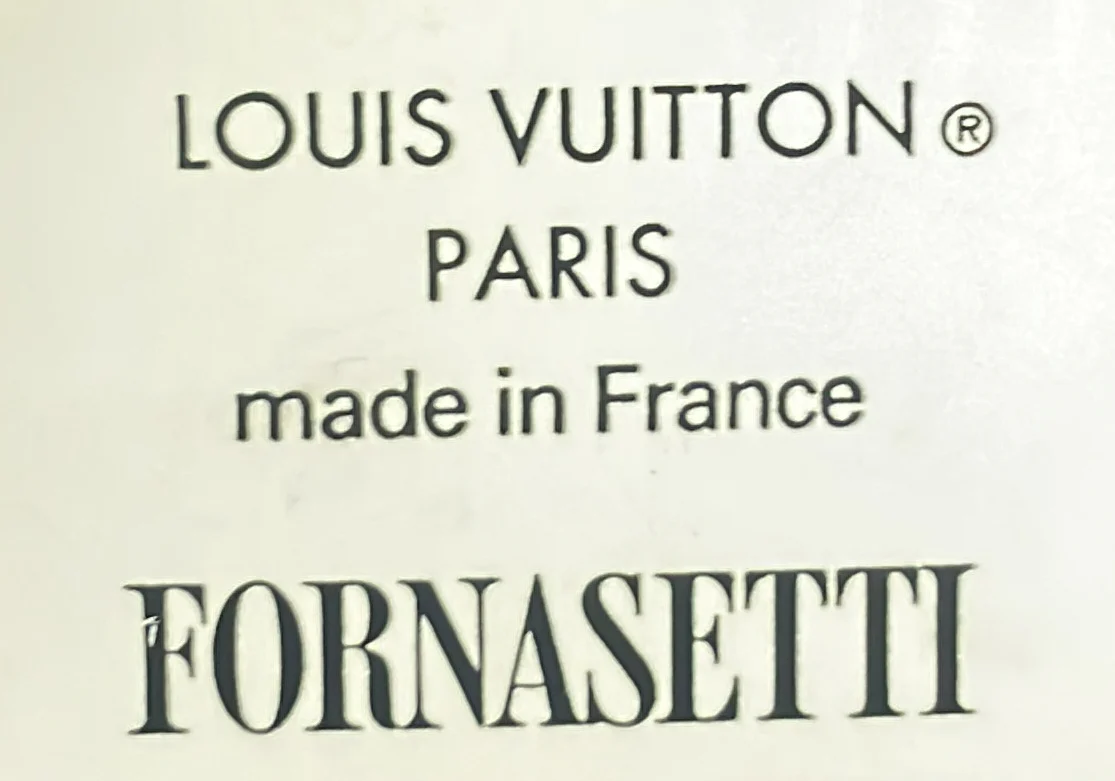 LOUIS VUITTON ®
PARIS
made in France
FORNASETTI